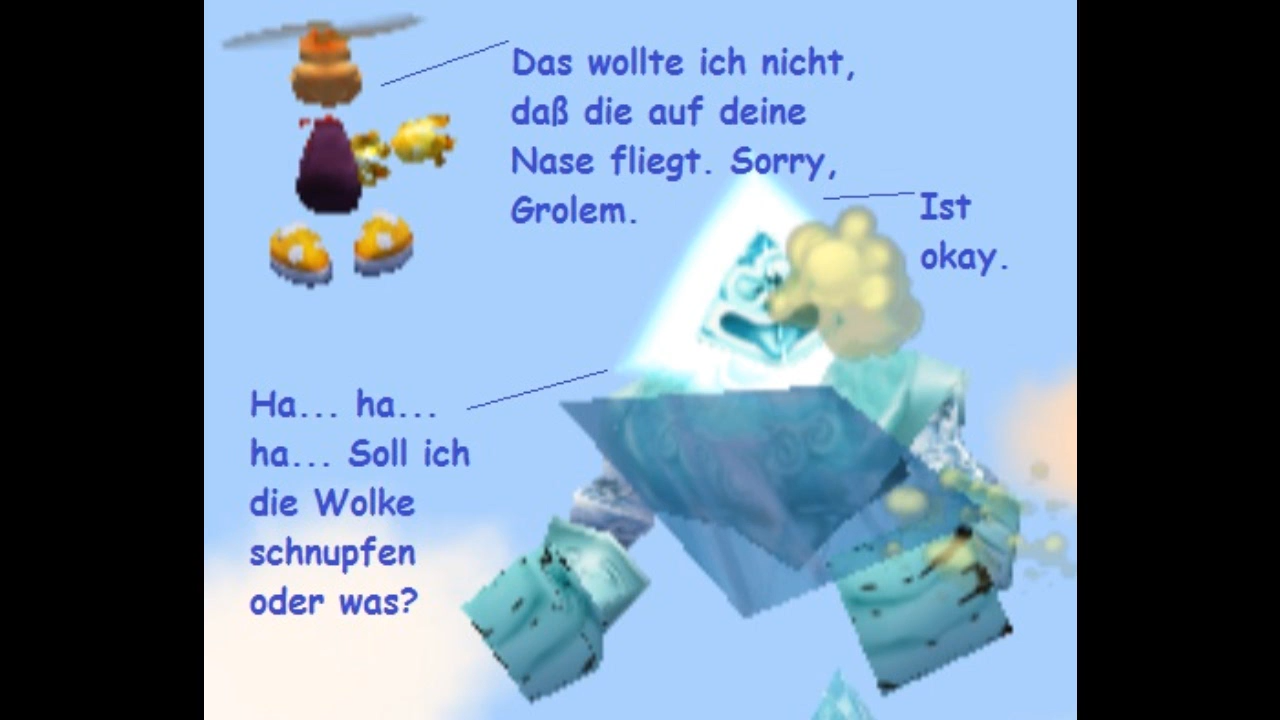 Das wollte ich nicht,
daß die auf deine
Nase fliegt. Sorry,
Grolem.
Ist
okay.
Ha... ha...
ha... Soll ich
die Wolke
schnupfen
oder was?